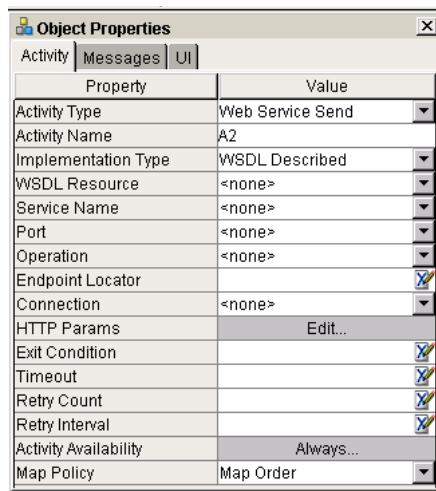 Object Properties
Activity Messages UI
Property Value
Activity Type Web Service Send
Activity Name A2
Implementation Type WSDL Described
WSDL Resource <none>
Service Name <none>
Port <none>
Operation <none>
Endpoint Locator
Connection <none>
HTTP Params Edit...
Exit Condition
Timeout
Retry Count
Retry Interval
Activity Availability Always...
Map Policy Map Order